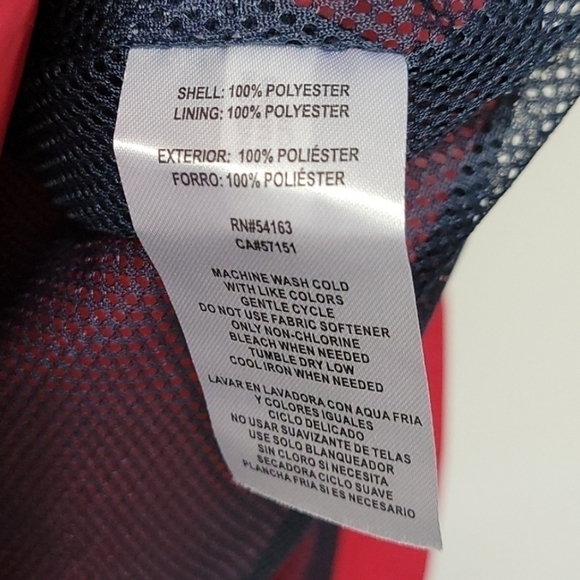 SHELL: 100% POLYESTER
LINING: 100% POLYESTER
EXTERIOR: 100% POLIÉSTER
FORRO: 100% POLIÉSTER
RN#54163
CA#57151
MACHINE WASH COLD
WITH LIKE COLORS
GENTLE CYCLE
DO NOT USE FABRIC SOFTENER
ONLY NON-CHLORINE
BLEACH WHEN NEEDED
TUMBLE DRY LOW
COOL IRON WHEN NEEDED
LAVAR EN LAVADORA CON AQUA FRIA
Y COLORES IGUALES
CICLO DELICADO
NO USAR SUAVIZANTE DE TELAS
USE SOLO BLANQUEADOR
SIN CLORO SI NECESITA
SECADORA CICLO SUAVE
PLANCHA FRIA SI ES NECESARIO